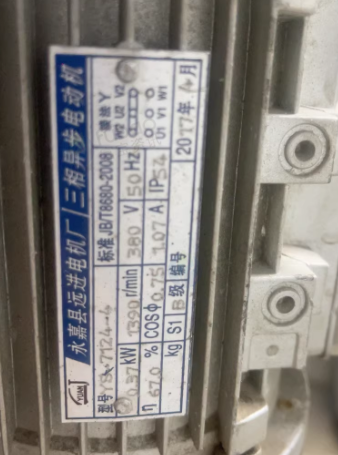 永嘉县远进电机厂 三相异步电动机
YUAN
型号 7124-4 标准 JB/T8680-2008 接法 Y
0.37 kW 1390 r/min 380 V 50 Hz W2 U2 V2
η 67.0 % COSΦ 0.75 1.07 A IP54 U1 V1 W1
kg S1 B 级 编号 2017年 月